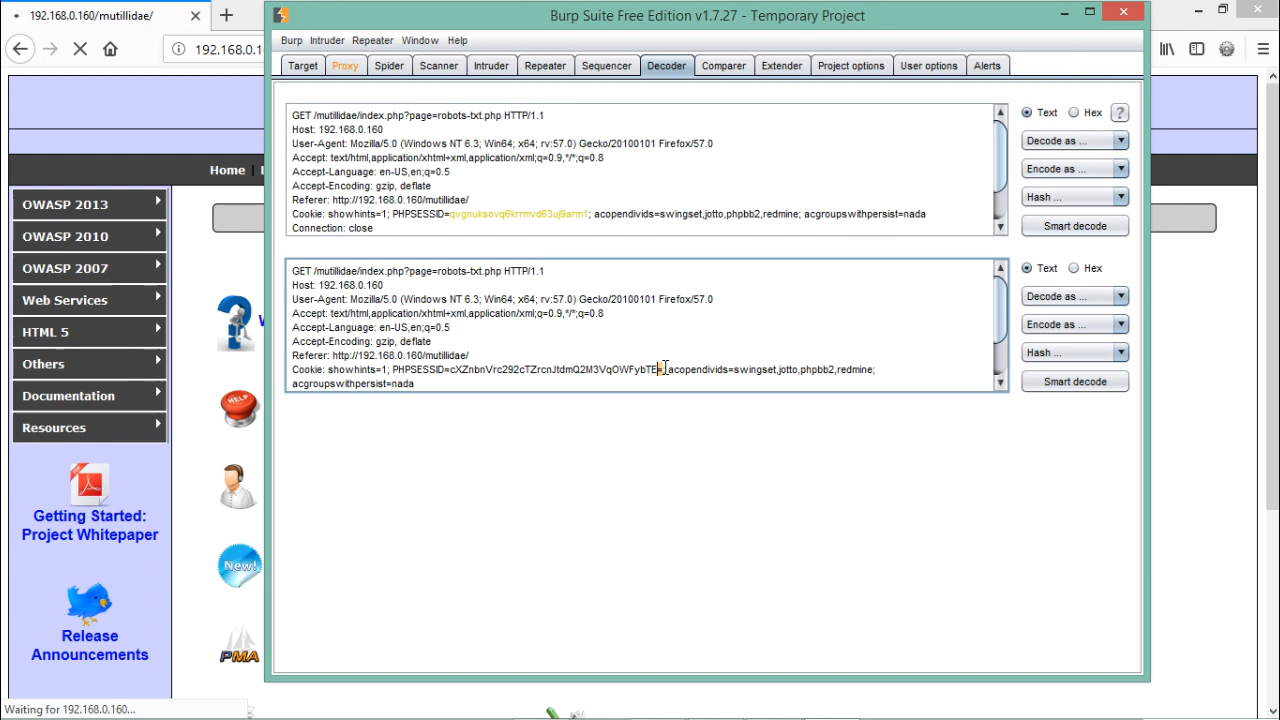 192.168.0.160/mutillidae/
192.168.0.1
Home
OWASP 2013
OWASP 2010
OWASP 2007
Web Services
HTML 5
Others
Documentation
Resources
Getting Started:
Project Whitepaper
Release
Announcements
Waiting for 192.168.0.160...
New!
HELP
PMA
Burp Suite Free Edition v1.7.27 - Temporary Project
Burp Intruder Repeater Window Help
Target Proxy Spider Scanner Intruder Repeater Sequencer Decoder Comparer Extender Project options User options Alerts
GET /mutillidae/index.php?page=robots-txt.php HTTP/1.1
Host: 192.168.0.160
User-Agent: Mozilla/5.0 (Windows NT 6.3; Win64; x64; rv:57.0) Gecko/20100101 Firefox/57.0
Accept: text/html,application/xhtml+xml,application/xml;q=0.9,*/*;q=0.8
Accept-Language: en-US,en;q=0.5
Accept-Encoding: gzip, deflate
Referer: http://192.168.0.160/mutillidae/
Cookie: showhints=1; PHPSESSID=qvgnuksovq6krrmvd63uj9arm1; acopendivids=swingset,jotto,phpbb2,redmine; acgroupswithpersist=nada
Connection: close
Text Hex ?
Decode as ...
Encode as ...
Hash ...
Smart decode
GET /mutillidae/index.php?page=robots-txt.php HTTP/1.1
Host: 192.168.0.160
User-Agent: Mozilla/5.0 (Windows NT 6.3; Win64; x64; rv:57.0) Gecko/20100101 Firefox/57.0
Accept: text/html,application/xhtml+xml,application/xml;q=0.9,*/*;q=0.8
Accept-Language: en-US,en;q=0.5
Accept-Encoding: gzip, deflate
Referer: http://192.168.0.160/mutillidae/
Cookie: showhints=1; PHPSESSID=cXZnbnVrc292cTZrcnJtdmQ2M3VqOWFybTE=; acopendivids=swingset,jotto,phpbb2,redmine;
acgroupswithpersist=nada
Text Hex
Decode as ...
Encode as ...
Hash ...
Smart decode